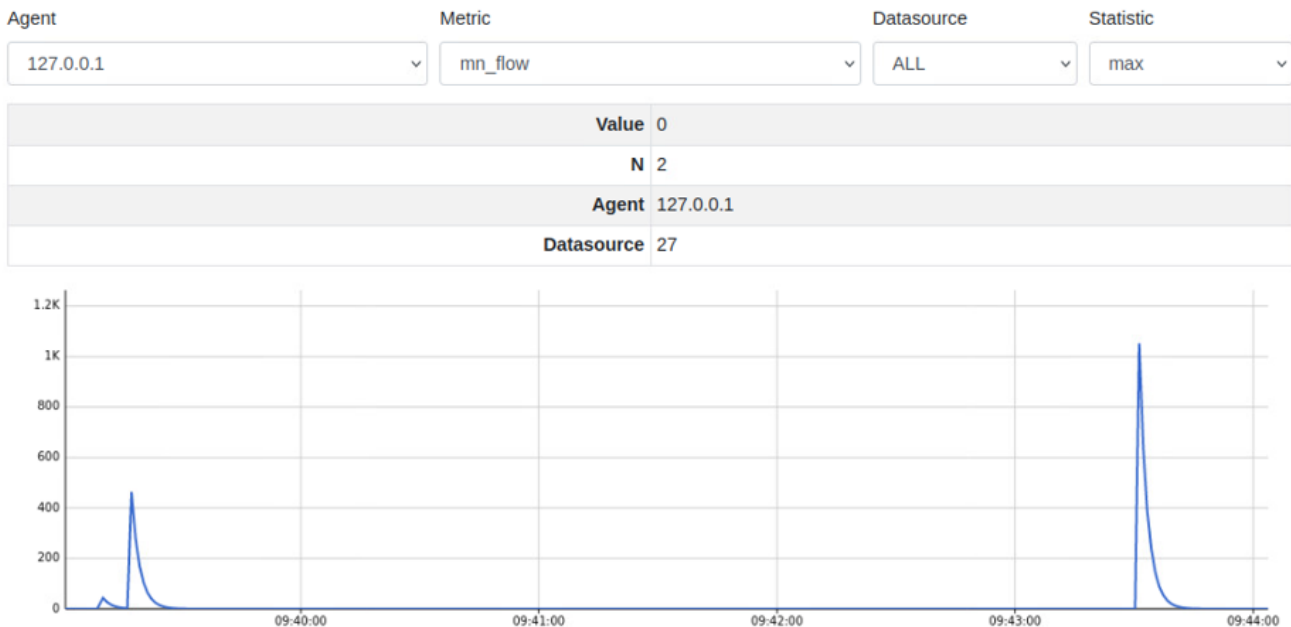 Agent Metric Datasource Statistic
127.0.0.1 mn_flow ALL max
Value 0
N 2
Agent 127.0.0.1
Datasource 27
1.2K
1K
800
600
400
200
0
09:40:00 09:41:00 09:42:00 09:43:00 09:44:00